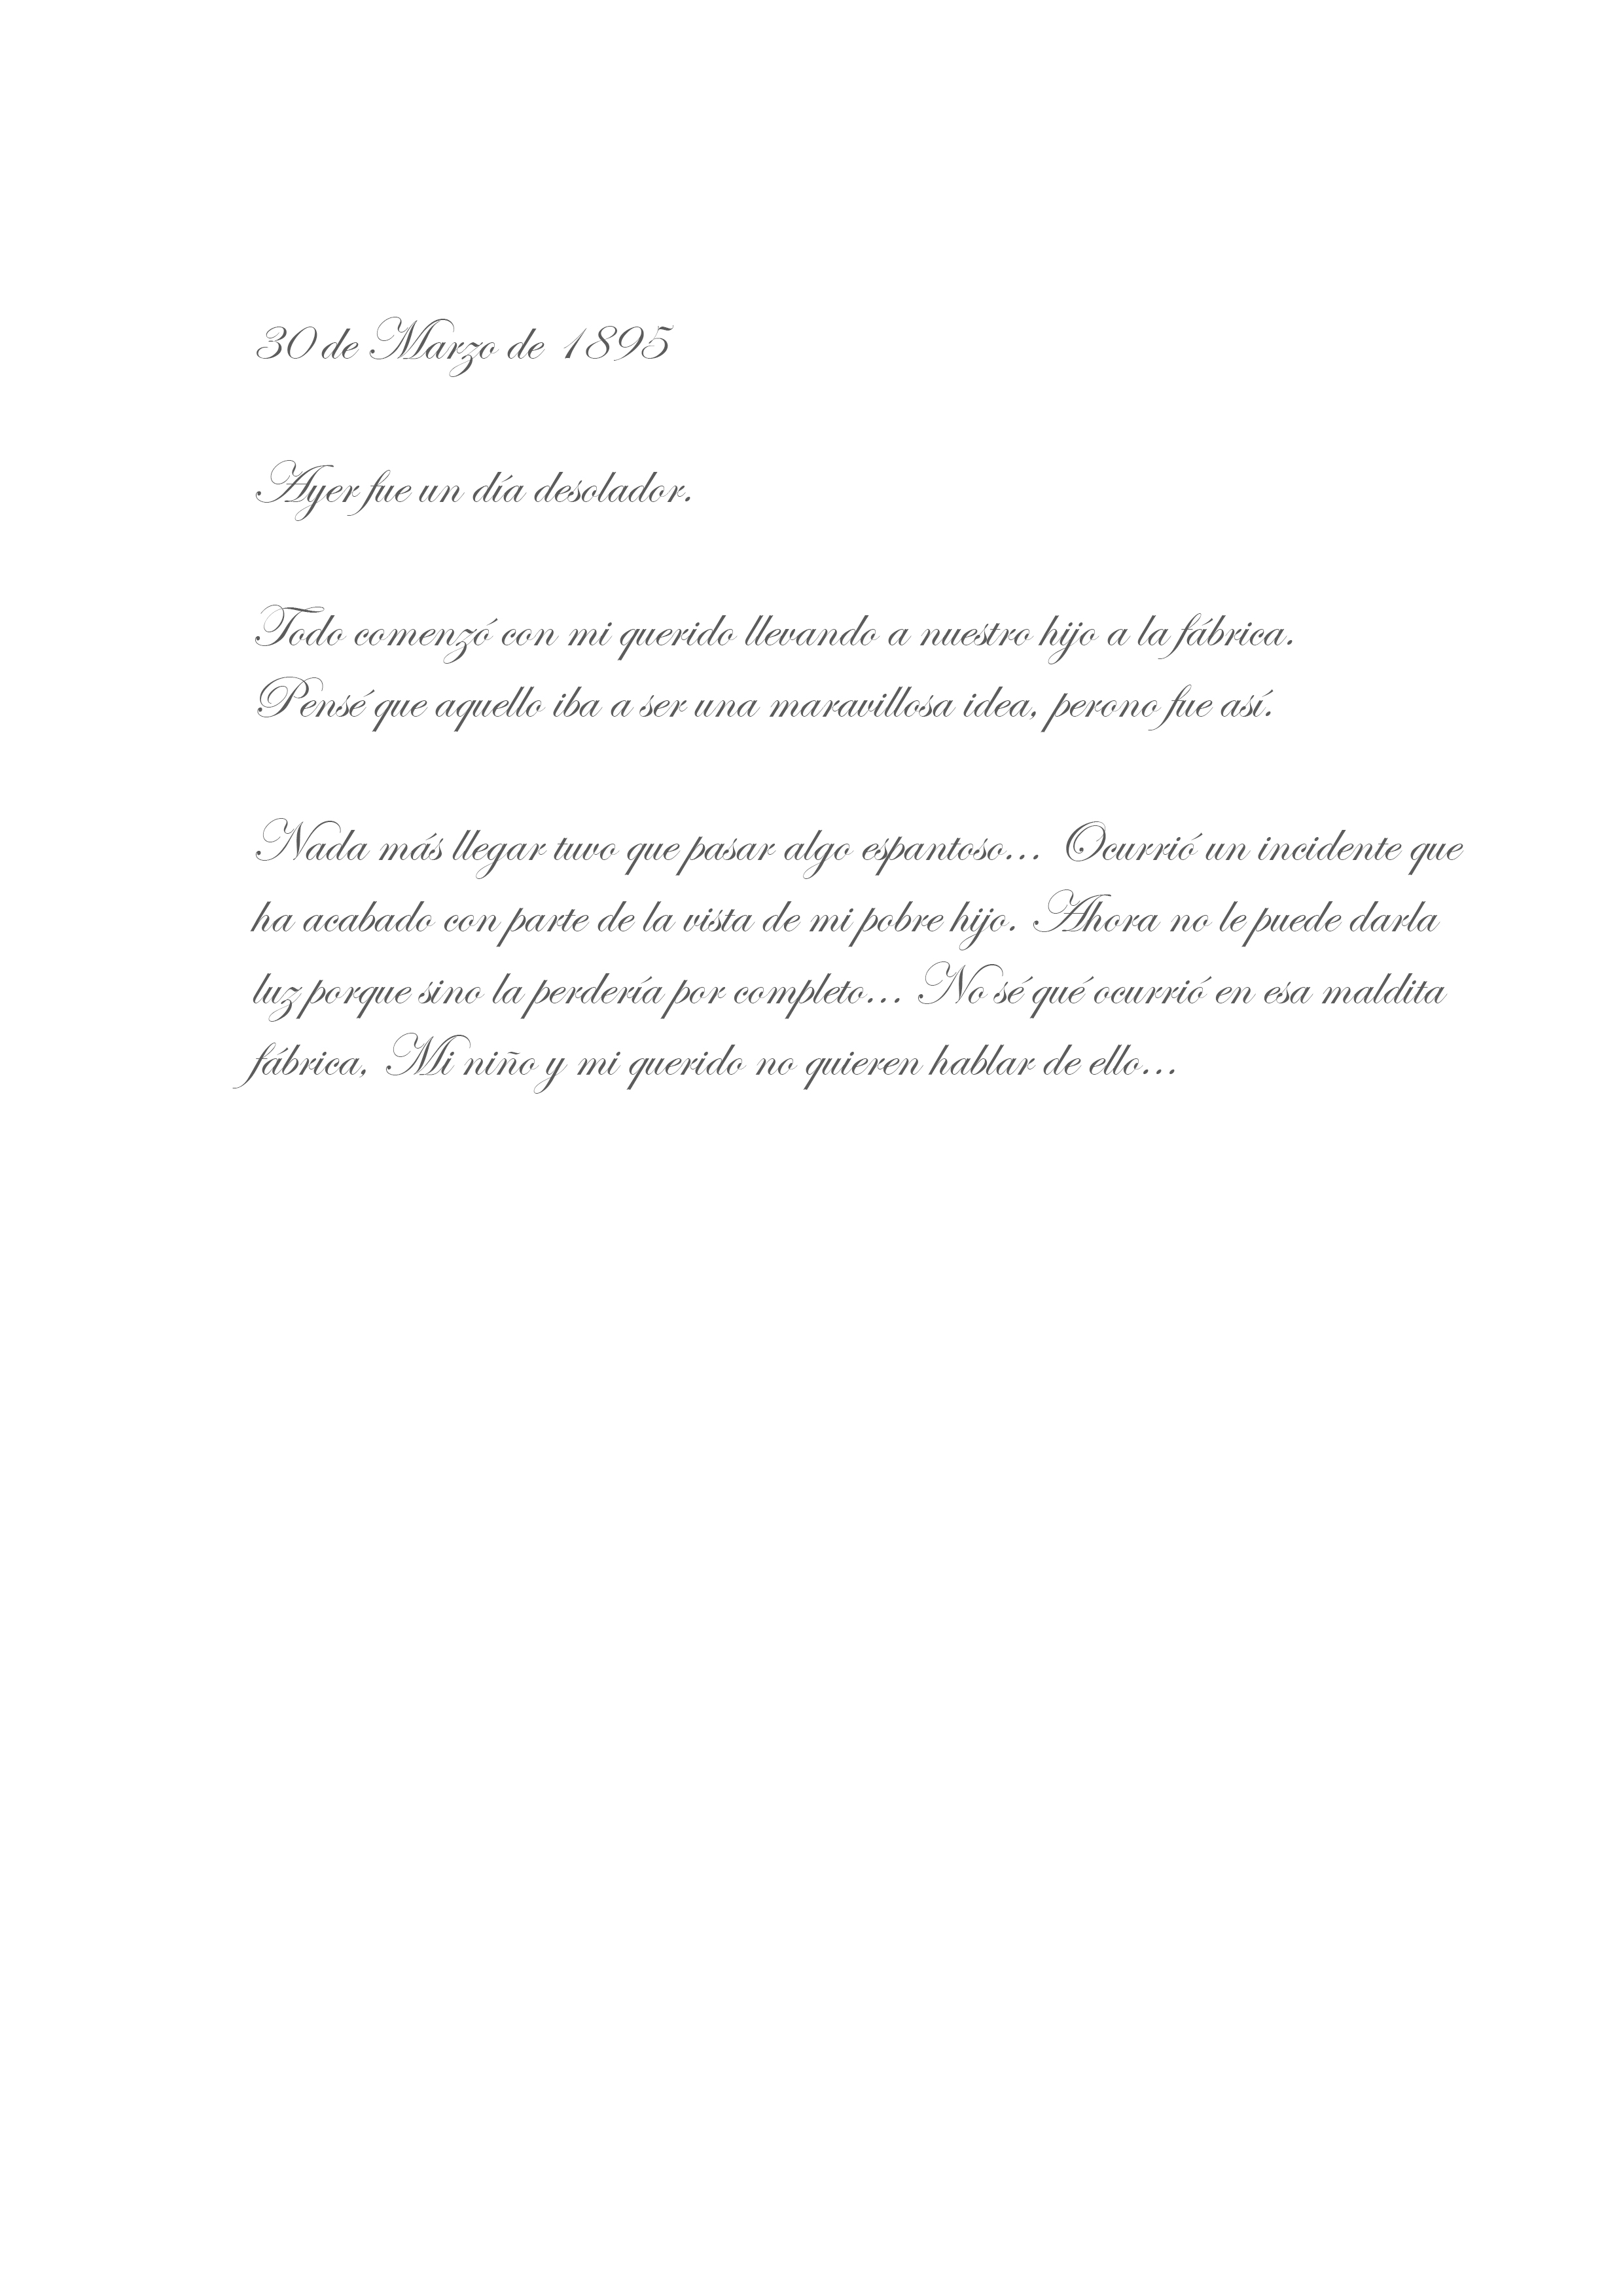 30 de Marzo de 1895
Ayer fue un día desolador.
Todo comenzó con mi querido llevando a nuestro hijo a la fábrica.
Pensé que aquello iba a ser una maravillosa idea, perono fue así.
Nada más llegar tuvo que pasar algo espantoso... Ocurrió un incidente que
ha acabado con parte de la vista de mi pobre hijo. Ahora no le puede darla
luz porque sino la perdería por completo... No sé qué ocurrió en esa maldita
fábrica, Mi niño y mi querido no quieren hablar de ello...